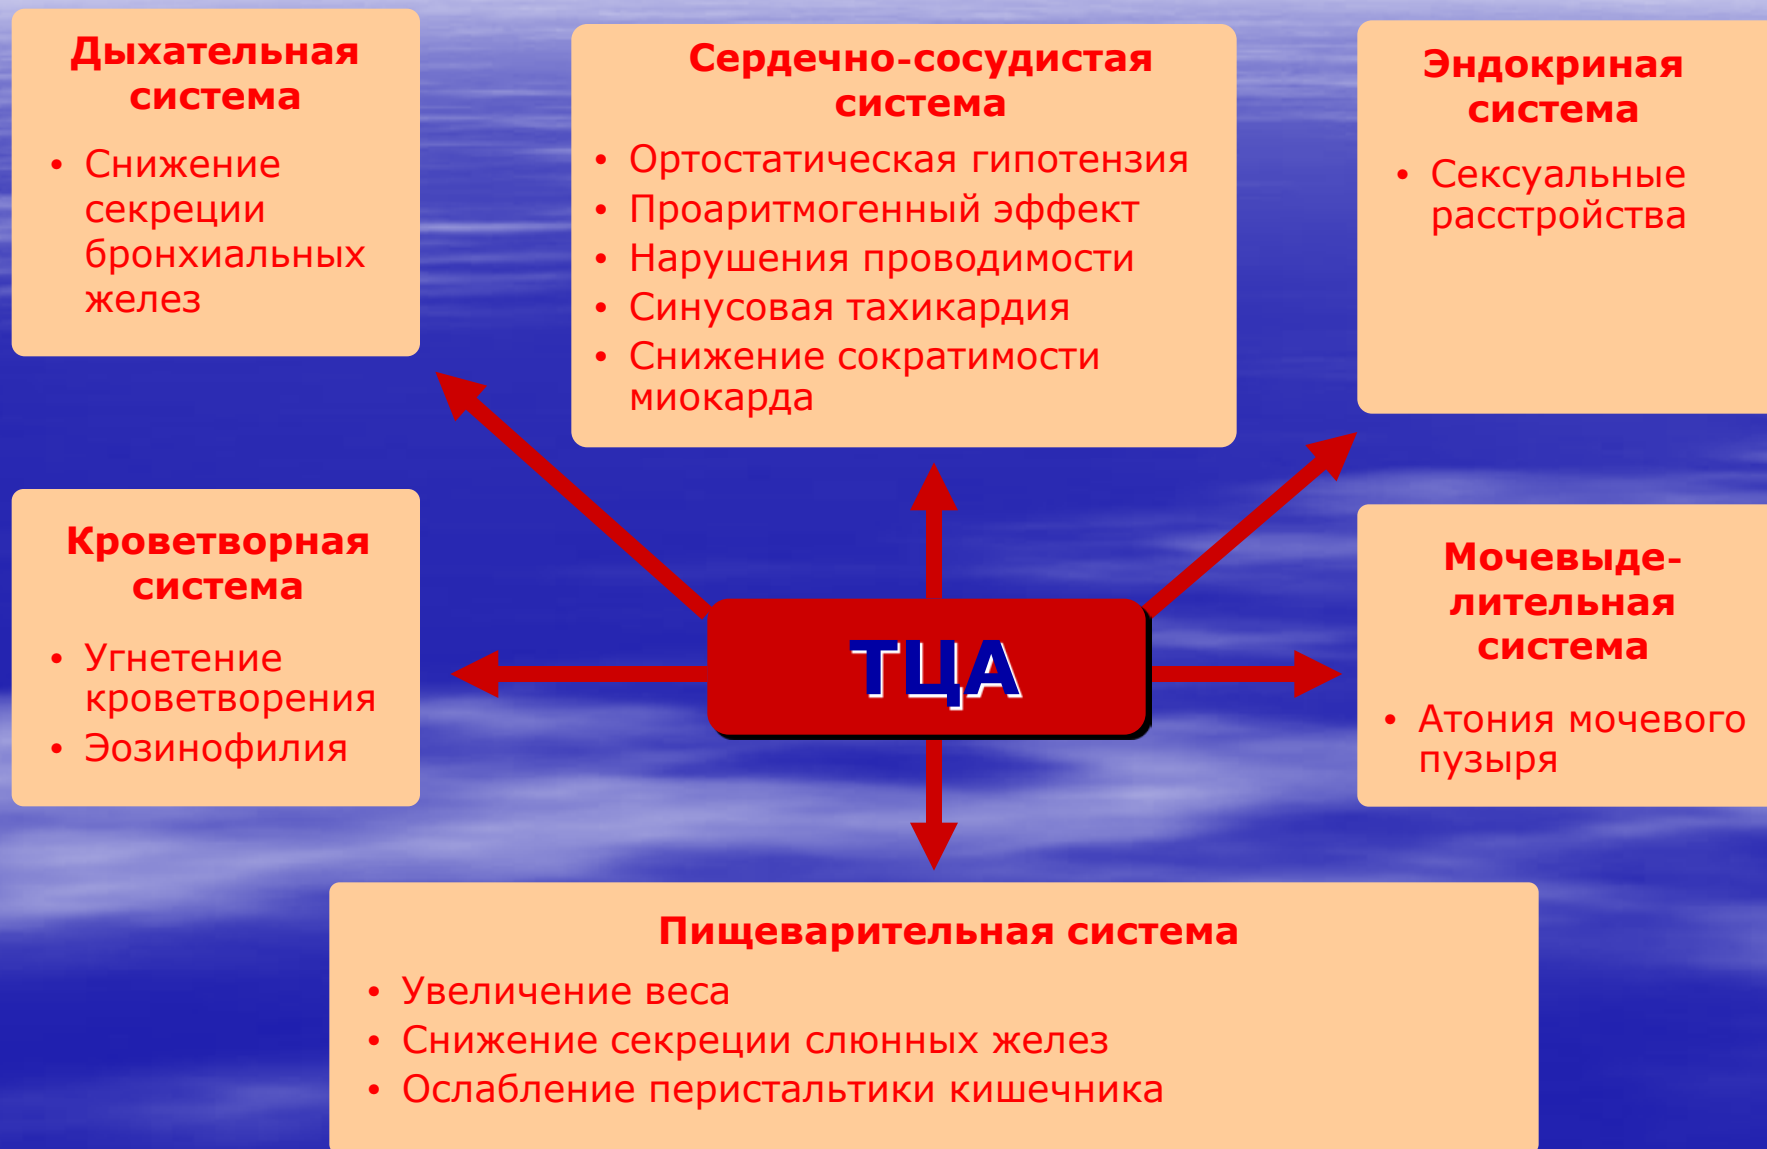 Дыхательная
система
• Снижение
секреции
бронхиальных
желез
Сердечно-сосудистая
система
• Ортостатическая гипотензия
• Проаритмогенный эффект
• Нарушения проводимости
• Синусовая тахикардия
• Снижение сократимости
миокарда
Эндокриная
система
• Сексуальные
расстройства
Кроветворная
система
• Угнетение
кроветворения
• Эозинофилия
ТЦА
Мочевыде-
лительная
система
• Атония мочевого
пузыря
Пищеварительная система
• Увеличение веса
• Снижение секреции слюнных желез
• Ослабление перистальтики кишечника